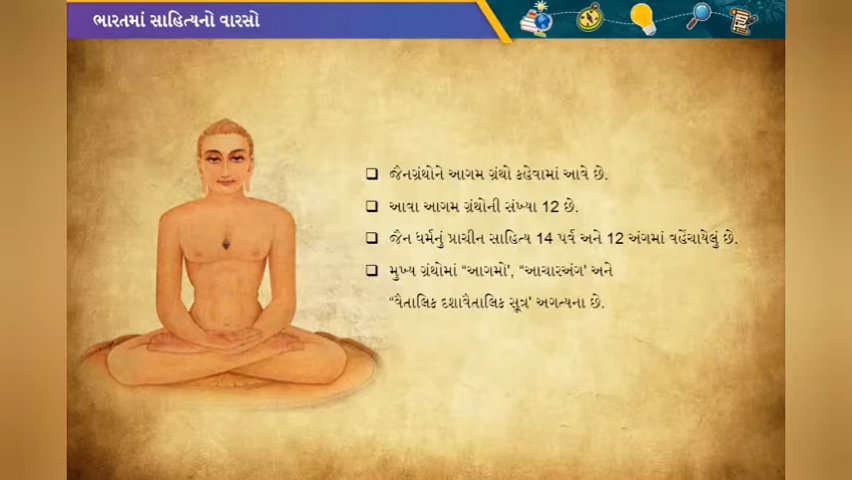 ભારતમાં સાહિત્યનો વારસો
જૈનગ્રંથોને આગમ ગ્રંથો કહેવામાં આવે છે.
આવા આગમ ગ્રંથોની સંખ્યા 12 છે.
જૈન ધર્મનું પ્રાચીન સાહિત્ય 14 પર્વ અને 12 અંગમાં વહેંચાયેલું છે.
મુખ્ય ગ્રંથોમાં “આગમો’, “આચારઅંગ’ અને
“વૈતાલિક દશાવૈતાલિક સૂત્ર’ અગત્યના છે.